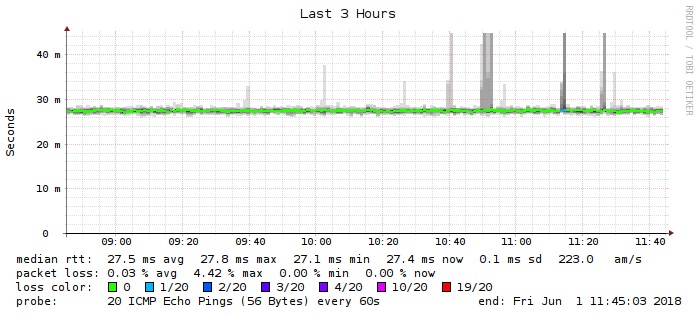 Last 3 Hours
RRDTOOL / TOBI OETIKER
Seconds
40 m
30 m
20 m
10 m
0
09:00 09:20 09:40 10:00 10:20 10:40 11:00 11:20 11:40
median rtt: 27.5 ms avg 27.8 ms max 27.1 ms min 27.4 ms now 0.1 ms sd 223.0 am/s
packet loss: 0.03 % avg 4.42 % max 0.00 % min 0.00 % now
loss color: 0 1/20 2/20 3/20 4/20 10/20 19/20
probe: 20 ICMP Echo Pings (56 Bytes) every 60s end: Fri Jun 1 11:45:03 2018